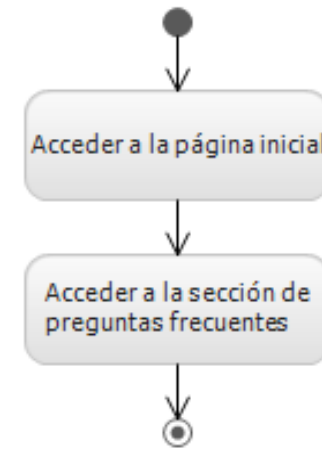 Acceder a la página inicial
Acceder a la sección de
preguntas frecuentes